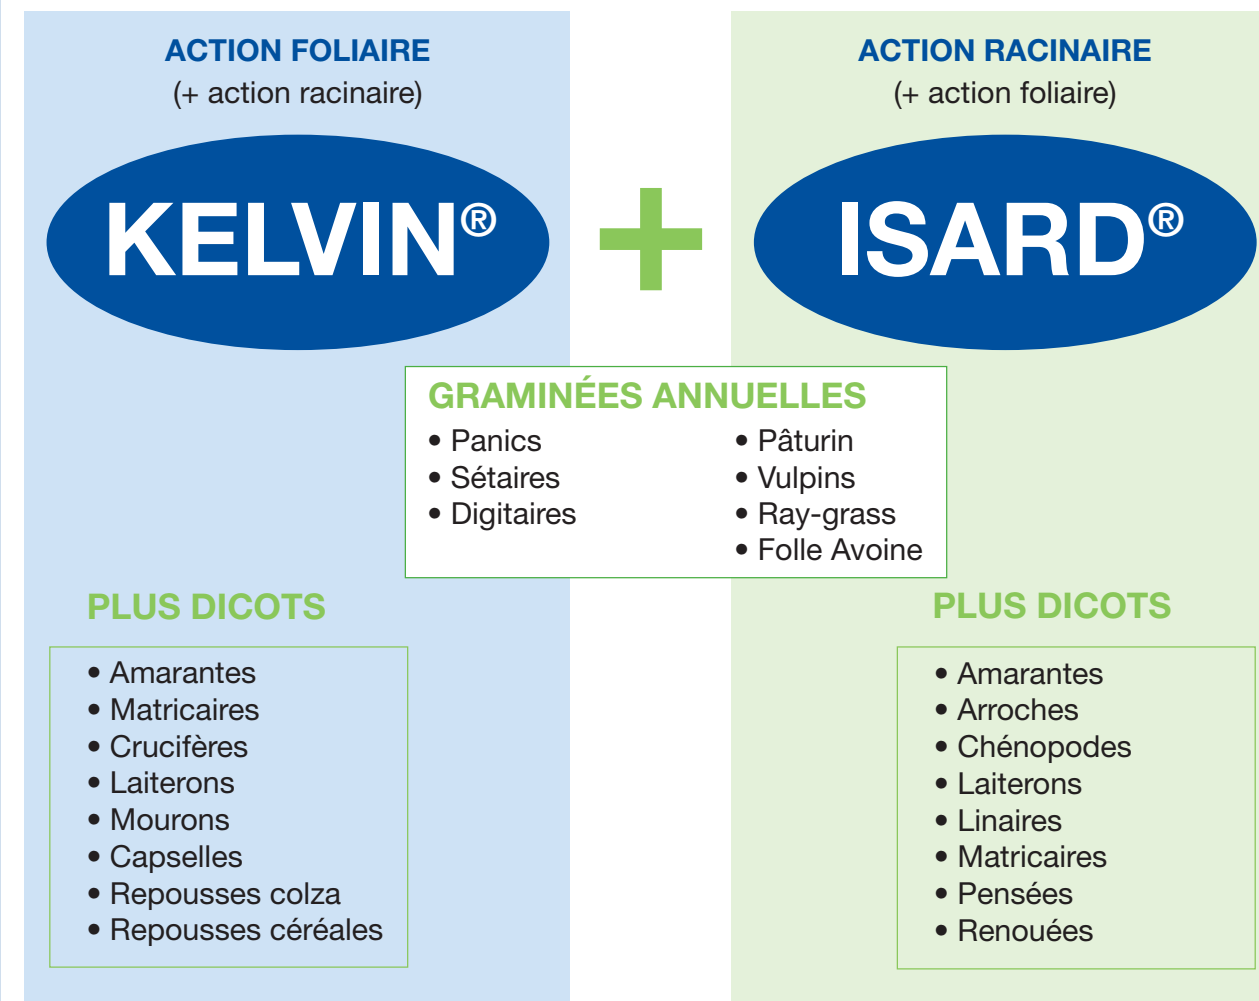 ACTION FOLIAIRE
(+ action racinaire)
KELVIN®
+
ACTION RACINAIRE
(+ action foliaire)
ISARD®
GRAMINÉES ANNUELLES
• Panics
• Sétaires
• Digitaires
• Pâturin
• Vulpins
• Ray-grass
• Folle Avoine
PLUS DICOTS
• Amarantes
• Matricaires
• Crucifères
• Laiterons
• Mourons
• Capselles
• Repousses colza
• Repousses céréales
PLUS DICOTS
• Amarantes
• Arroches
• Chénopodes
• Laiterons
• Linaires
• Matricaires
• Pensées
• Renouées